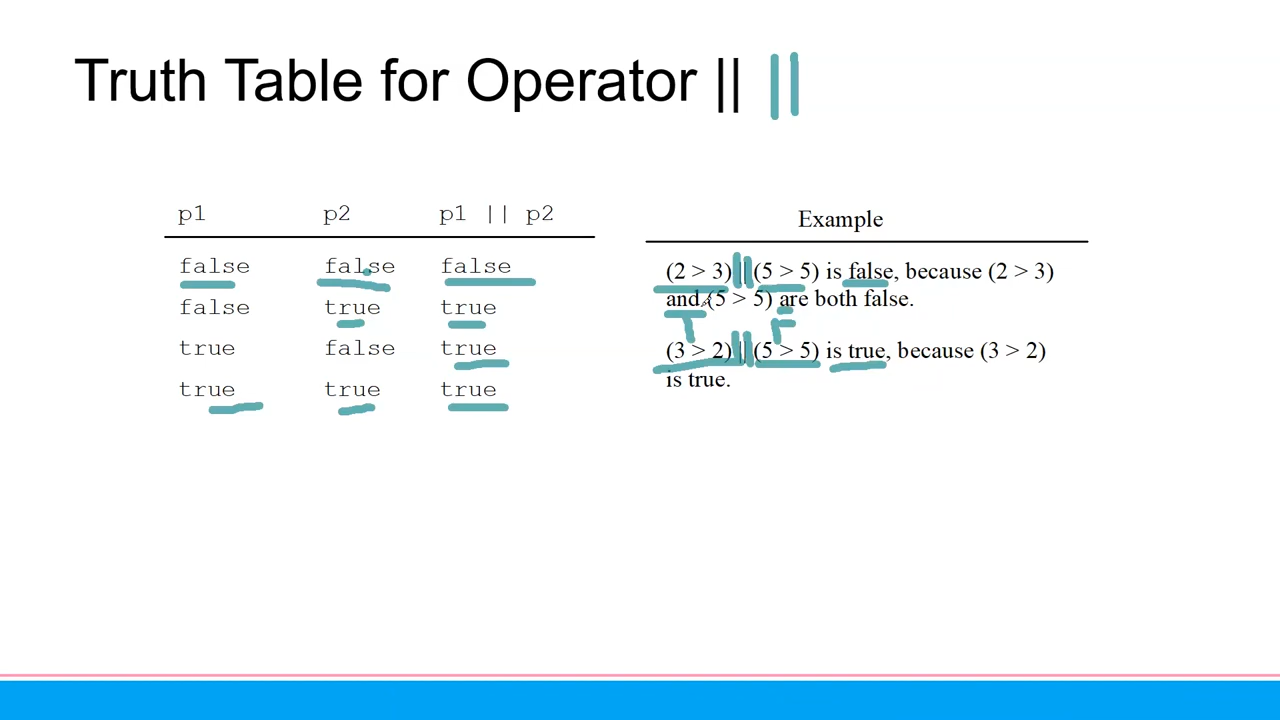 Truth Table for Operator || ||
p1 p2 p1 || p2
false false false
false true true
true false true
true true true
Example
(2 > 3) || (5 > 5) is false, because (2 > 3)
and (5 > 5) are both false.
T F
(3 > 2) || (5 > 5) is true, because (3 > 2)
is true.